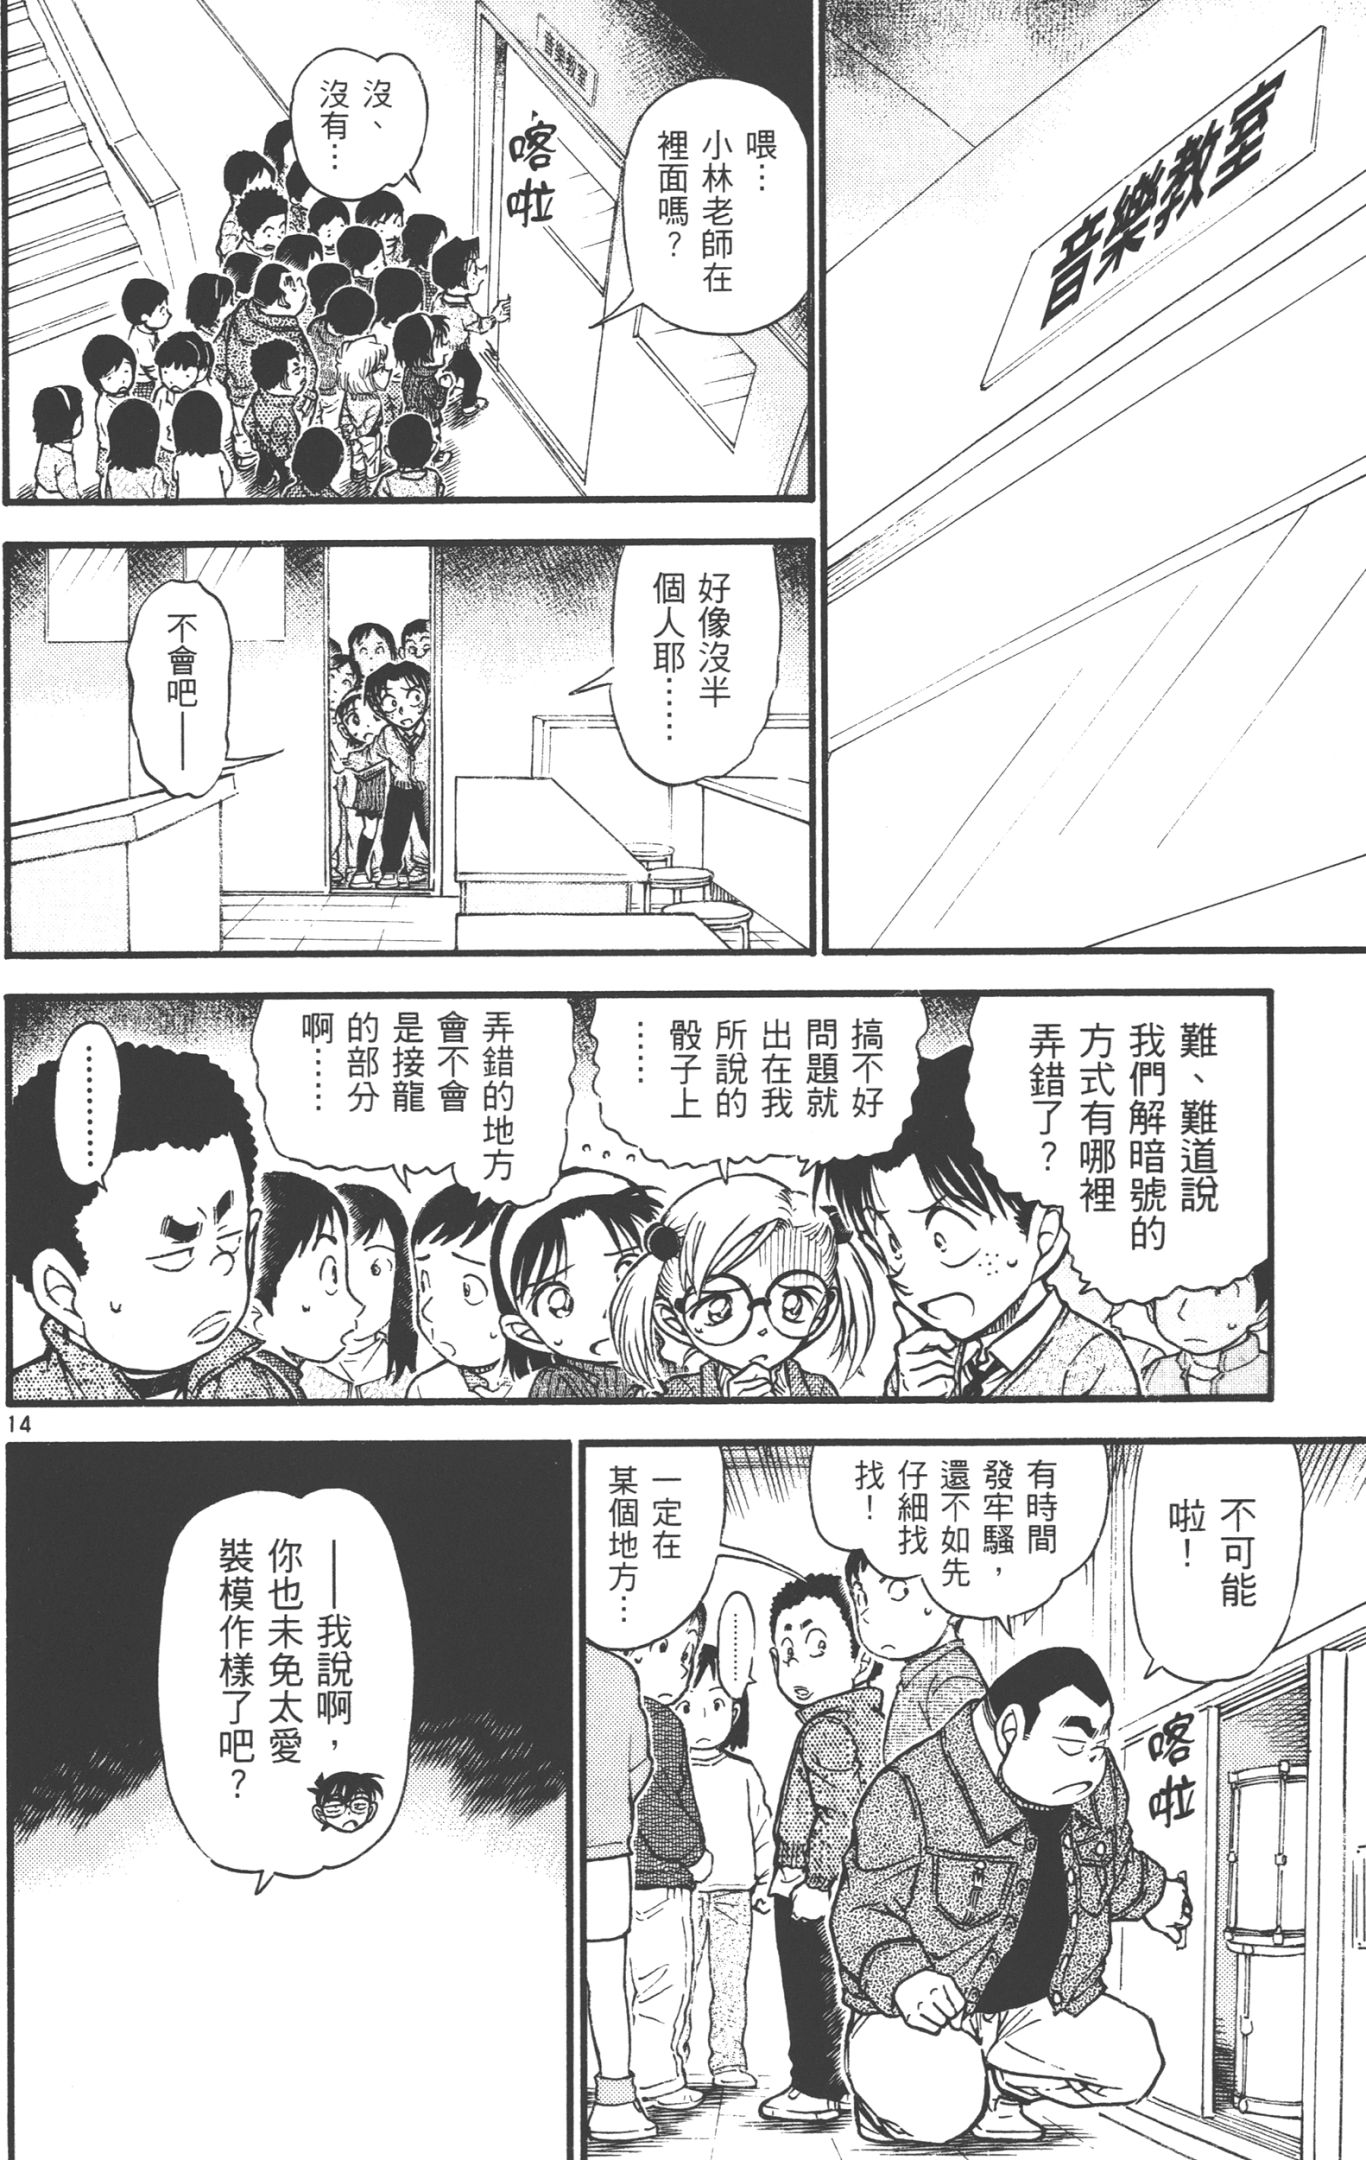 音樂教室
音樂教室
喂…
小林老師在
裡面嗎？
喀啦
沒、
沒有…
好像沒半
個人耶……
不會吧——
難、難道說
我們解暗號的
方式有哪裡
弄錯了？
搞不好
問題就
出在我
所說的
骰子上
……
弄錯的地方
會不會
是接龍
的部分
啊……
………
不可能
啦！
喀啦
有時間
發牢騷，
還不如先
仔細找
找！
………
一定在
某個地方…
——我說啊，
你也未免太愛
裝模作樣了吧？
14